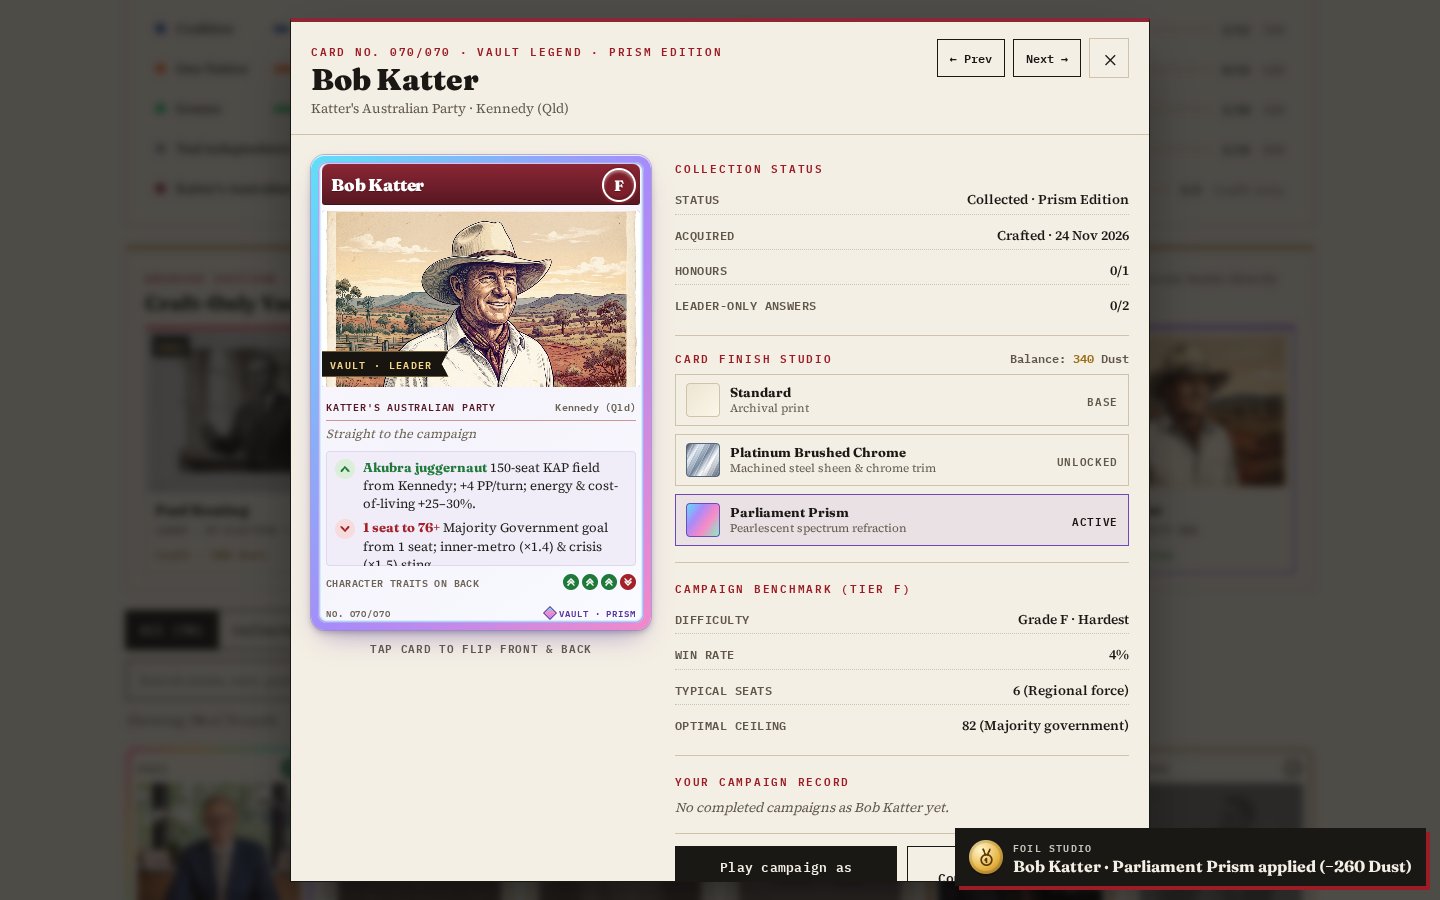 CARD NO. 070/070 · VAULT LEGEND · PRISM EDITION
Bob Katter
Katter's Australian Party · Kennedy (Qld)
← Prev
Next →
×
Bob Katter
F
VAULT · LEADER
KATTER'S AUSTRALIAN PARTY
Kennedy (Qld)
Straight to the campaign
Akubra juggernaut 150-seat KAP field
from Kennedy; +4 PP/turn; energy & cost-
of-living +25–30%.
1 seat to 76+ Majority Government goal
from 1 seat; inner-metro (×1.4) & crisis
(×1.5) sting.
CHARACTER TRAITS ON BACK
NO. 070/070
VAULT · PRISM
TAP CARD TO FLIP FRONT & BACK
COLLECTION STATUS
STATUS
Collected · Prism Edition
ACQUIRED
Crafted · 24 Nov 2026
HONOURS
0/1
LEADER-ONLY ANSWERS
0/2
CARD FINISH STUDIO
Balance: 340 Dust
Standard
Archival print
BASE
Platinum Brushed Chrome
Machined steel sheen & chrome trim
UNLOCKED
Parliament Prism
Pearlescent spectrum refraction
ACTIVE
CAMPAIGN BENCHMARK (TIER F)
DIFFICULTY
Grade F · Hardest
WIN RATE
4%
TYPICAL SEATS
6 (Regional force)
OPTIMAL CEILING
82 (Majority government)
YOUR CAMPAIGN RECORD
No completed campaigns as Bob Katter yet.
Play campaign as
FOIL STUDIO
Bob Katter · Parliament Prism applied (−260 Dust)